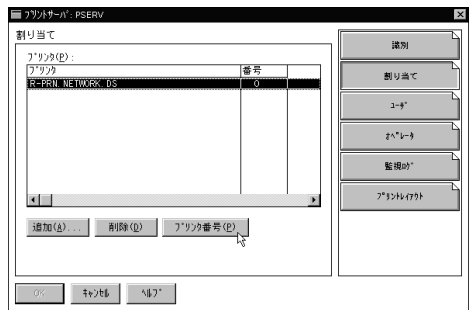 ﾌﾟﾘﾝﾄｻｰﾊﾞ: PSERV
割り当て
ﾌﾟﾘﾝﾀ(P):
ﾌﾟﾘﾝﾀ 番号
R-PRN.NETWORK.DS 0
追加(A)... 削除(D) ﾌﾟﾘﾝﾀ番号(P)
OK ｷｬﾝｾﾙ ﾍﾙﾌﾟ
識別
割り当て
ﾕｰｻﾞ
ｵﾍﾟﾚｰﾀ
監視ﾛｸﾞ
ﾌﾟﾘﾝﾄﾚｲｱｳﾄ